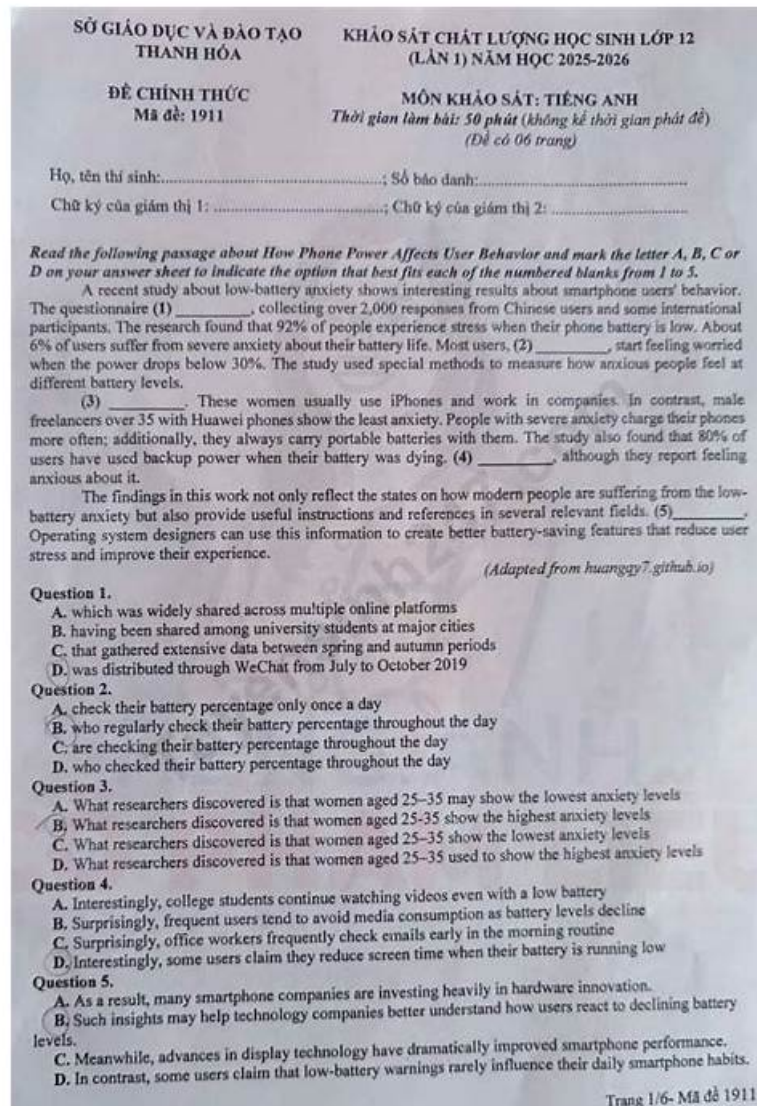 SỞ GIÁO DỤC VÀ ĐÀO TẠO
THANH HÓA
KHẢO SÁT CHẤT LƯỢNG HỌC SINH LỚP 12
(LẦN 1) NĂM HỌC 2025-2026
ĐỀ CHÍNH THỨC
Mã đề: 1911
MÔN KHẢO SÁT: TIẾNG ANH
Thời gian làm bài: 50 phút (không kể thời gian phát đề)
(Đề có 06 trang)
Họ, tên thí sinh:..................................................; Số báo danh:..............................................
Chữ ký của giám thị 1: ......................................; Chữ ký của giám thị 2: ..............................
Read the following passage about How Phone Power Affects User Behavior and mark the letter A, B, C or
D on your answer sheet to indicate the option that best fits each of the numbered blanks from 1 to 5.
A recent study about low-battery anxiety shows interesting results about smartphone users' behavior.
The questionnaire (1) ________, collecting over 2,000 responses from Chinese users and some international
participants. The research found that 92% of people experience stress when their phone battery is low. About
6% of users suffer from severe anxiety about their battery life. Most users, (2) ________, start feeling worried
when the power drops below 30%. The study used special methods to measure how anxious people feel at
different battery levels.
(3) ________. These women usually use iPhones and work in companies. In contrast, male
freelancers over 35 with Huawei phones show the least anxiety. People with severe anxiety charge their phones
more often; additionally, they always carry portable batteries with them. The study also found that 80% of
users have used backup power when their battery was dying. (4) ________, although they report feeling
anxious about it.
The findings in this work not only reflect the states on how modern people are suffering from the low-
battery anxiety but also provide useful instructions and references in several relevant fields. (5)________.
Operating system designers can use this information to create better battery-saving features that reduce user
stress and improve their experience.
(Adapted from huangqy7.github.io)
Question 1.
A. which was widely shared across multiple online platforms
B. having been shared among university students at major cities
C. that gathered extensive data between spring and autumn periods
D. was distributed through WeChat from July to October 2019
Question 2.
A. check their battery percentage only once a day
B. who regularly check their battery percentage throughout the day
C. are checking their battery percentage throughout the day
D. who checked their battery percentage throughout the day
Question 3.
A. What researchers discovered is that women aged 25–35 may show the lowest anxiety levels
B. What researchers discovered is that women aged 25-35 show the highest anxiety levels
C. What researchers discovered is that women aged 25–35 show the lowest anxiety levels
D. What researchers discovered is that women aged 25–35 used to show the highest anxiety levels
Question 4.
A. Interestingly, college students continue watching videos even with a low battery
B. Surprisingly, frequent users tend to avoid media consumption as battery levels decline
C. Surprisingly, office workers frequently check emails early in the morning routine
D. Interestingly, some users claim they reduce screen time when their battery is running low
Question 5.
A. As a result, many smartphone companies are investing heavily in hardware innovation.
B. Such insights may help technology companies better understand how users react to declining battery
levels.
C. Meanwhile, advances in display technology have dramatically improved smartphone performance.
D. In contrast, some users claim that low-battery warnings rarely influence their daily smartphone habits.
Trang 1/6- Mã đề 1911